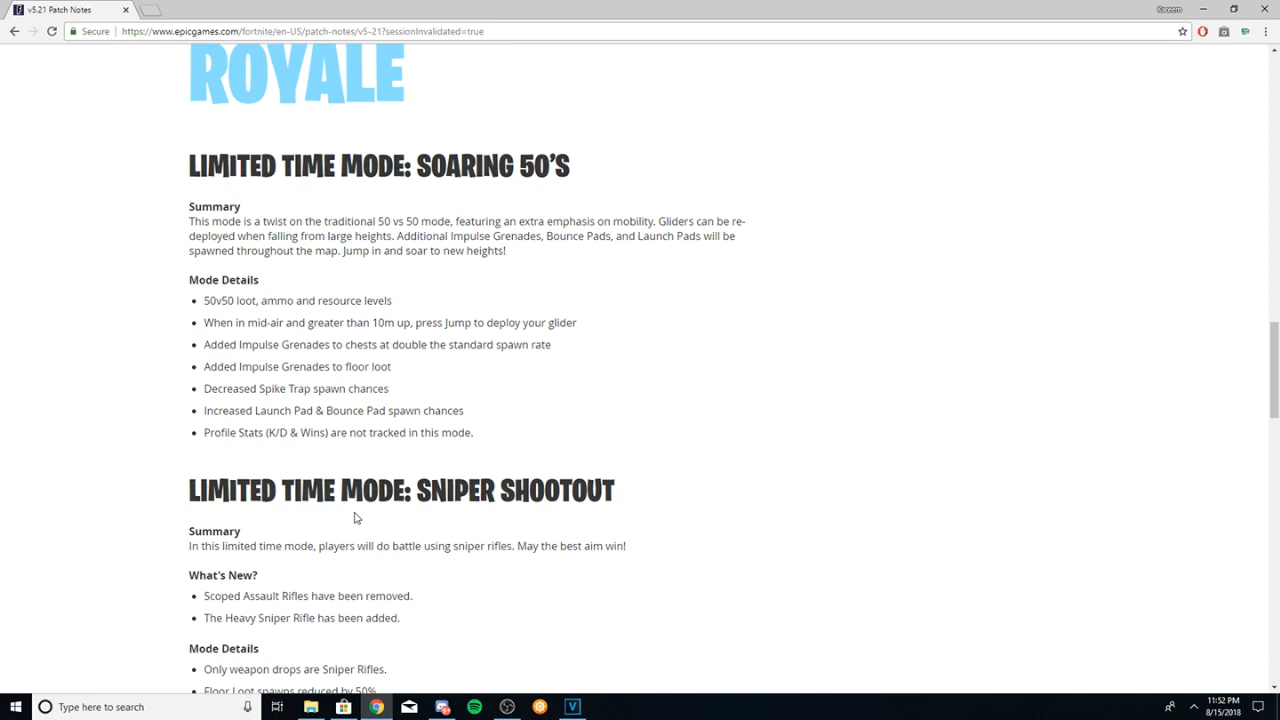 v5.21 Patch Notes
Kareem
Secure
https://www.epicgames.com/fortnite/en-US/patch-notes/v5-21?sessionInvalidated=true
ROYALE
LIMITED TIME MODE: SOARING 50'S
Summary
This mode is a twist on the traditional 50 vs 50 mode, featuring an extra emphasis on mobility. Gliders can be re-
deployed when falling from large heights. Additional Impulse Grenades, Bounce Pads, and Launch Pads will be
spawned throughout the map. Jump in and soar to new heights!
Mode Details
50v50 loot, ammo and resource levels
When in mid-air and greater than 10m up, press Jump to deploy your glider
Added Impulse Grenades to chests at double the standard spawn rate
Added Impulse Grenades to floor loot
Decreased Spike Trap spawn chances
Increased Launch Pad & Bounce Pad spawn chances
Profile Stats (K/D & Wins) are not tracked in this mode.
LIMITED TIME MODE: SNIPER SHOOTOUT
Summary
In this limited time mode, players will do battle using sniper rifles. May the best aim win!
What's New?
Scoped Assault Rifles have been removed.
The Heavy Sniper Rifle has been added.
Mode Details
Only weapon drops are Sniper Rifles.
Floor Loot spawns reduced by 50%
Type here to search
11:52 PM
8/15/2018